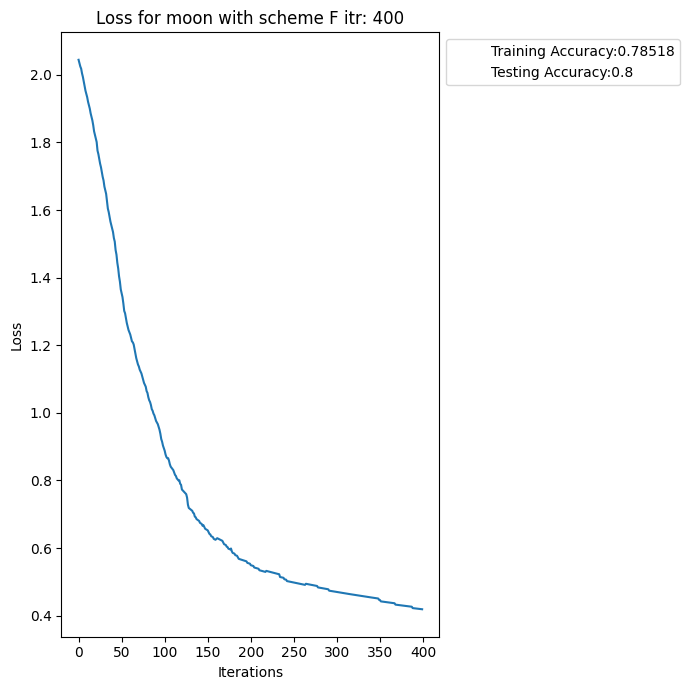 Loss for moon with scheme F itr: 400
Training Accuracy:0.78518
Testing Accuracy:0.8
2.0
1.8
1.6
1.4
1.2
1.0
0.8
0.6
0.4
Loss
0 50 100 150 200 250 300 350 400
Iterations